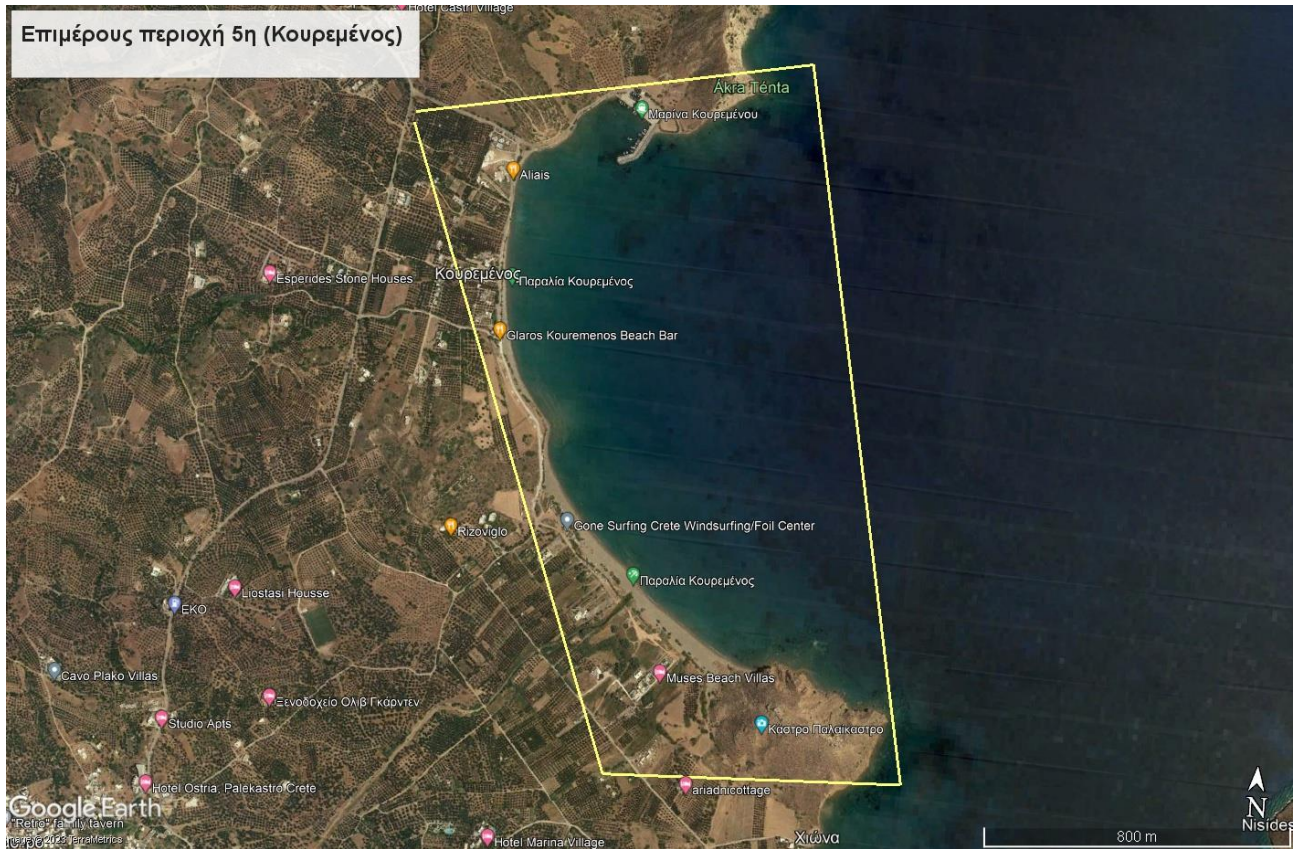 Hotel Castri Village
Επιμέρους περιοχή 5η (Κουρεμένος)
Ákra Ténta
Μαρίνα Κουρεμένου
Aliais
Κουρεμένος
Esperides Stone Houses
Παραλία Κουρεμένος
Glaros Kouremenos Beach Bar
Gone Surfing Crete Windsurfing/Foil Center
Rizoviglo
Παραλία Κουρεμένος
Liostasi Housse
EKO
Cavo Plako Villas
Muses Beach Villas
Ξενοδοχείο Ολίβ Γκάρντεν
Studio Apts
Κάστρο Παλαίκαστρο
Hotel Ostria, Palekastro Crete
ariadnicottage
Google Earth
"Retro" family tavern
N
Nisides
800 m
Χιώνα
Hotel Marina Village